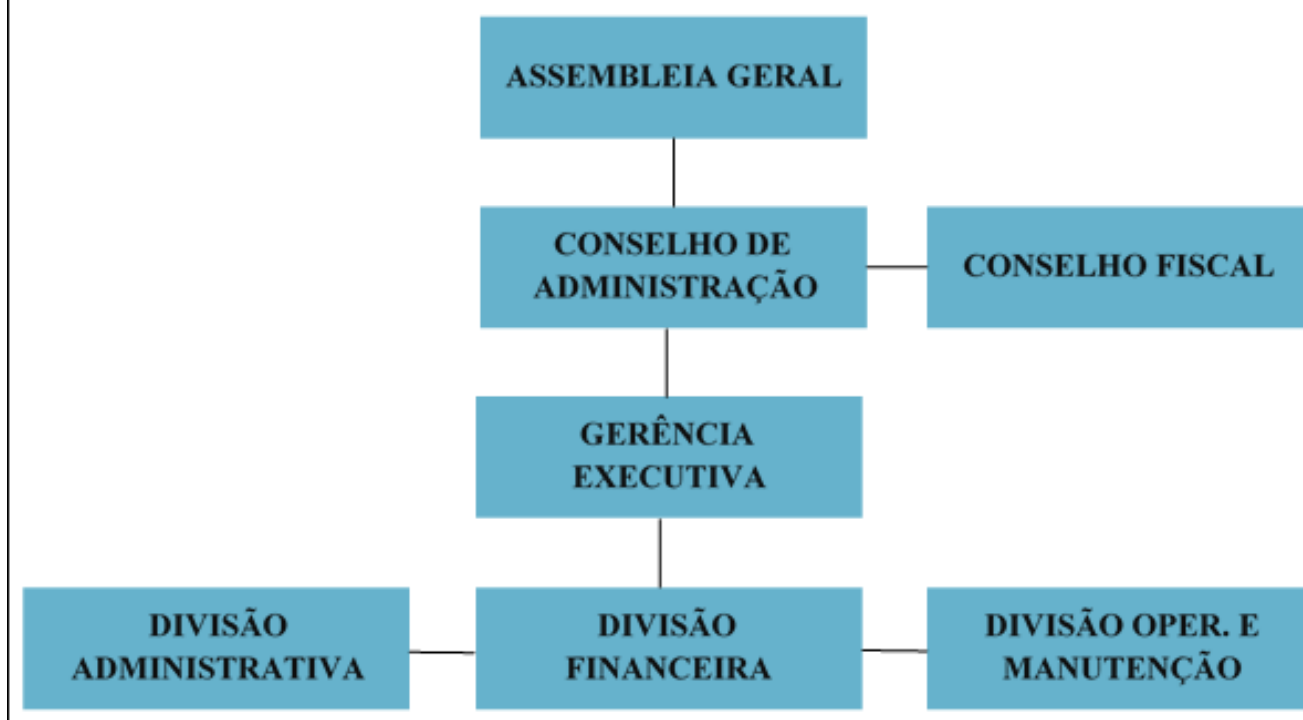 ASSEMBLEIA GERAL
CONSELHO DE
ADMINISTRAÇÃO
CONSELHO FISCAL
GERÊNCIA
EXECUTIVA
DIVISÃO
ADMINISTRATIVA
DIVISÃO
FINANCEIRA
DIVISÃO OPER. E
MANUTENÇÃO